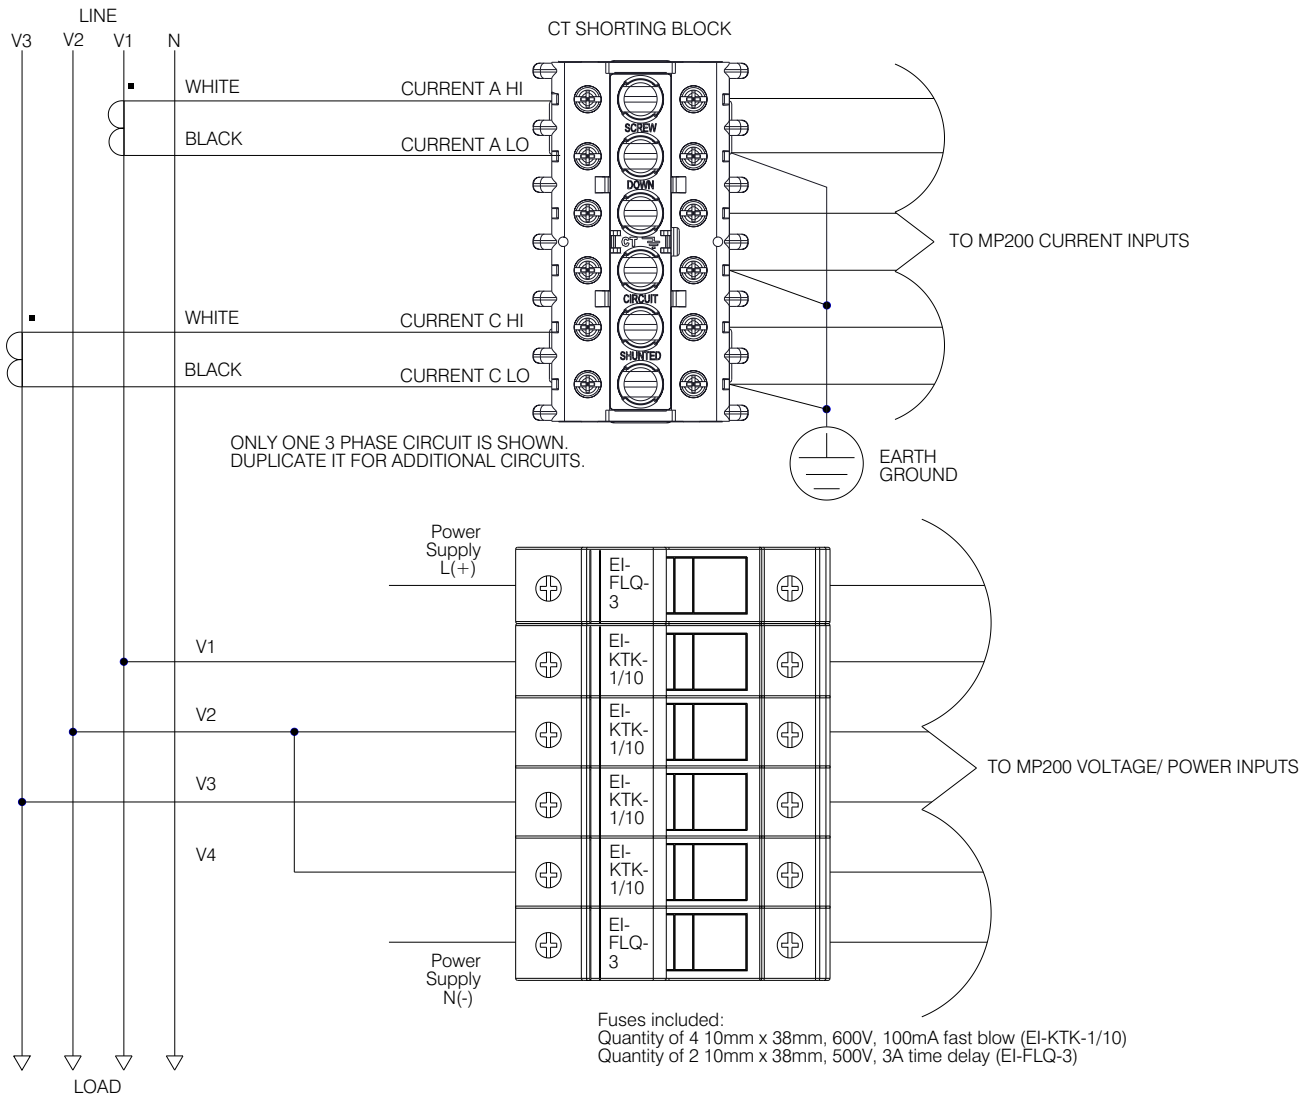 LINE
V3 V2 V1 N
CT SHORTING BLOCK
WHITE
CURRENT A HI
BLACK
CURRENT A LO
SCREW
DOWN
CT
CIRCUIT
SHUNTED
TO MP200 CURRENT INPUTS
WHITE
CURRENT C HI
BLACK
CURRENT C LO
ONLY ONE 3 PHASE CIRCUIT IS SHOWN.
DUPLICATE IT FOR ADDITIONAL CIRCUITS.
EARTH
GROUND
Power
Supply
L(+)
EI-
FLQ-
3
V1
EI-
KTK-
1/10
V2
EI-
KTK-
1/10
TO MP200 VOLTAGE/ POWER INPUTS
V3
EI-
KTK-
1/10
V4
EI-
KTK-
1/10
EI-
FLQ-
3
Power
Supply
N(-)
Fuses included:
Quantity of 4 10mm x 38mm, 600V, 100mA fast blow (EI-KTK-1/10)
Quantity of 2 10mm x 38mm, 500V, 3A time delay (EI-FLQ-3)
LOAD